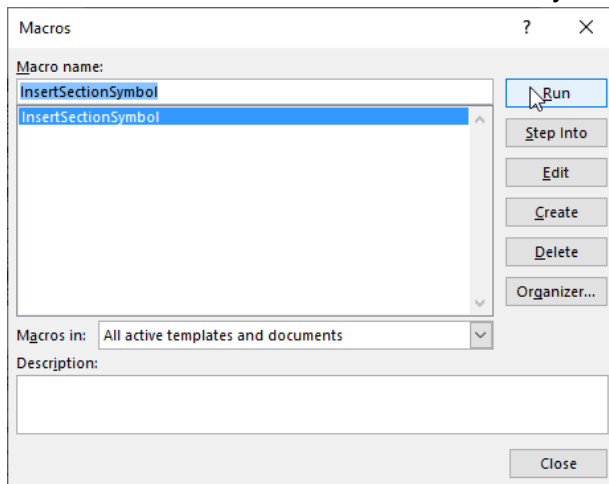 Macros
?
Macro name:
InsertSectionSymbol
Run
InsertSectionSymbol
Step Into
Edit
Create
Delete
Organizer...
Macros in: All active templates and documents
Description:
Close